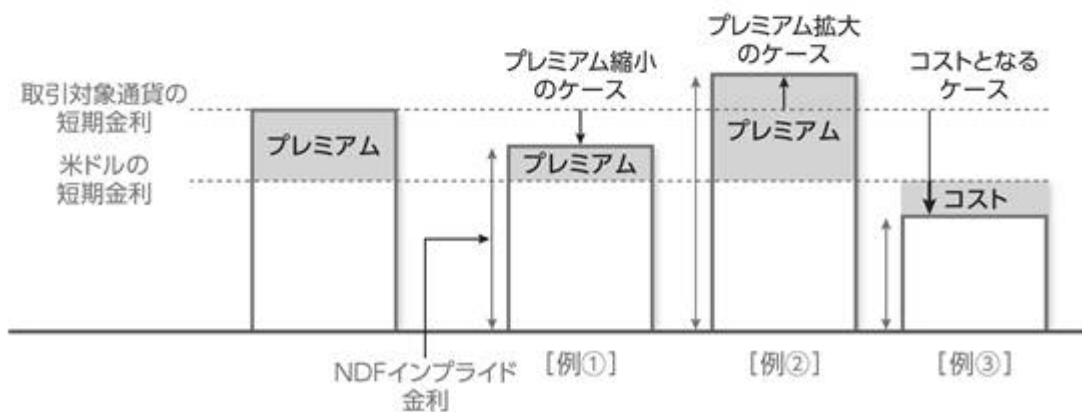 取引対象通貨の
短期金利
米ドルの
短期金利
プレミアム
プレミアム縮小
のケース
プレミアム
プレミアム拡大
のケース
プレミアム
コストとなる
ケース
コスト
NDFインプライド
金利
[例①]
[例②]
[例③]